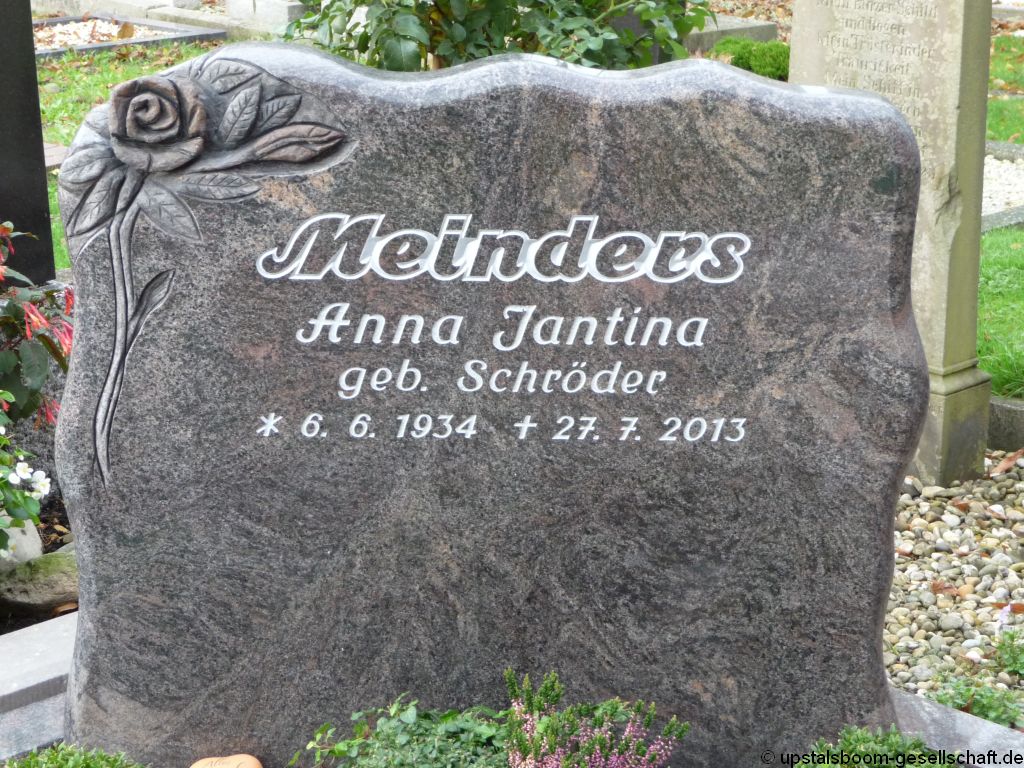 Meinders
Anna Jantina
geb. Schröder
* 6. 6. 1934 + 27. 7. 2013
© upstalsboom-gesellschaft.de